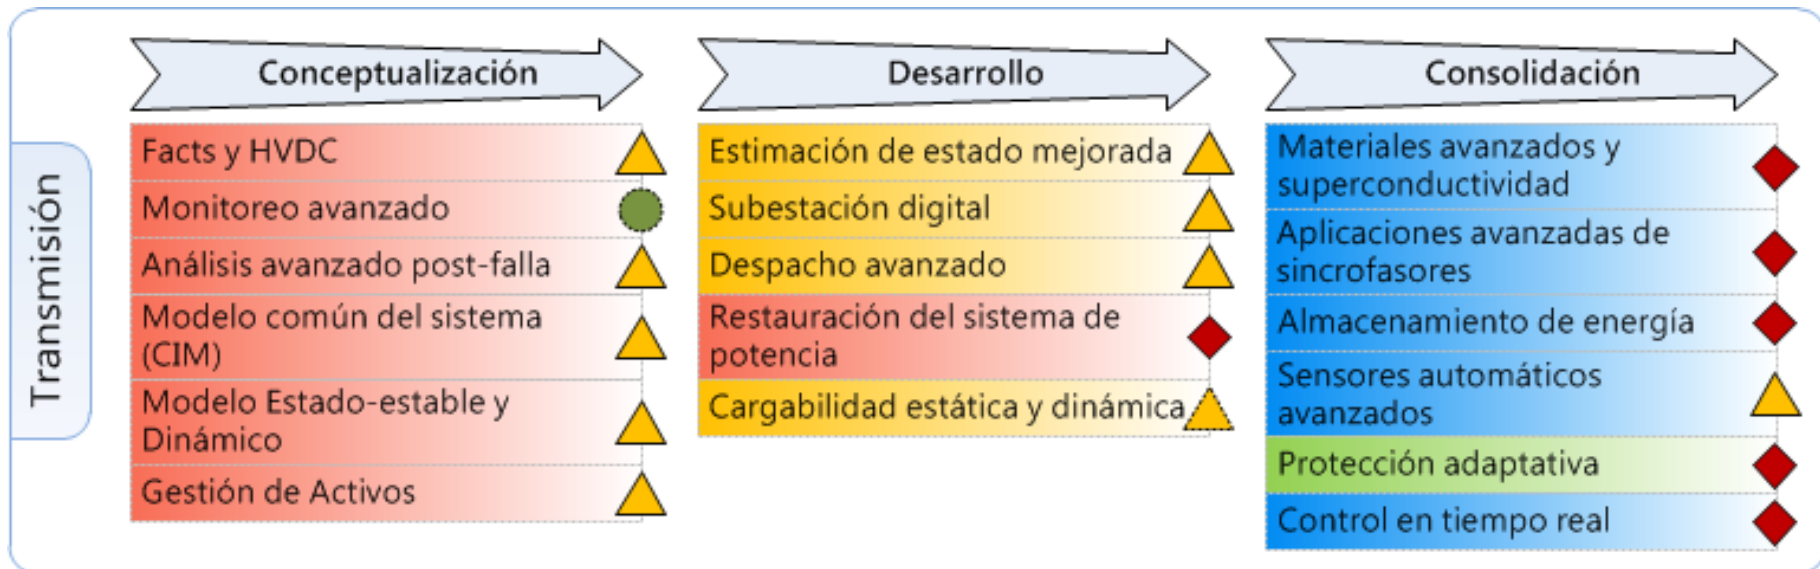 Transmisión
Conceptualización
Facts y HVDC
Monitoreo avanzado
Análisis avanzado post-falla
Modelo común del sistema
(CIM)
Modelo Estado-estable y
Dinámico
Gestión de Activos
Desarrollo
Estimación de estado mejorada
Subestación digital
Despacho avanzado
Restauración del sistema de
potencia
Cargabilidad estática y dinámica
Consolidación
Materiales avanzados y
superconductividad
Aplicaciones avanzadas de
sincrofasores
Almacenamiento de energía
Sensores automáticos
avanzados
Protección adaptativa
Control en tiempo real